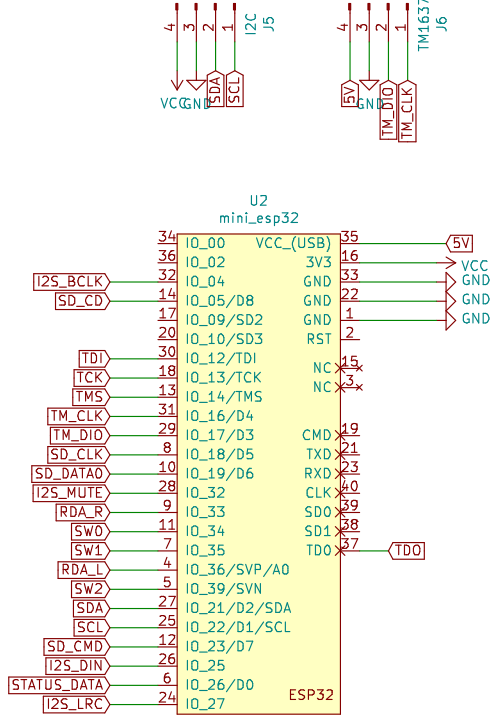 4 3 2 1 I2C J5
VCC GND SDA SCL
4 3 2 1 TM1637 J6
5V GND TM_DIO TM_CLK
U2
mini_esp32
34 IO_00 VCC_(USB) 35 5V
36 IO_02 3V3 16 VCC
I2S_BCLK 32 IO_04 GND 33 GND
SD_CD 14 IO_05/D8 GND 22 GND
17 IO_09/SD2 GND 1 GND
20 IO_10/SD3 RST 2
TDI 30 IO_12/TDI NC 15
TCK 18 IO_13/TCK NC 3
TMS 13 IO_14/TMS
TM_CLK 31 IO_16/D4
TM_DIO 29 IO_17/D3 CMD 19
SD_CLK 8 IO_18/D5 TXD 21
SD_DATA0 10 IO_19/D6 RXD 23
I2S_MUTE 28 IO_32 CLK 40
RDA_R 9 IO_33 SD0 39
SW0 11 IO_34 SD1 38
SW1 7 IO_35 TD0 37 TDO
RDA_L 4 IO_36/SVP/A0
SW2 5 IO_39/SVN
SDA 27 IO_21/D2/SDA
SCL 25 IO_22/D1/SCL
SD_CMD 12 IO_23/D7
I2S_DIN 26 IO_25
STATUS_DATA 6 IO_26/D0
I2S_LRC 24 IO_27
ESP32